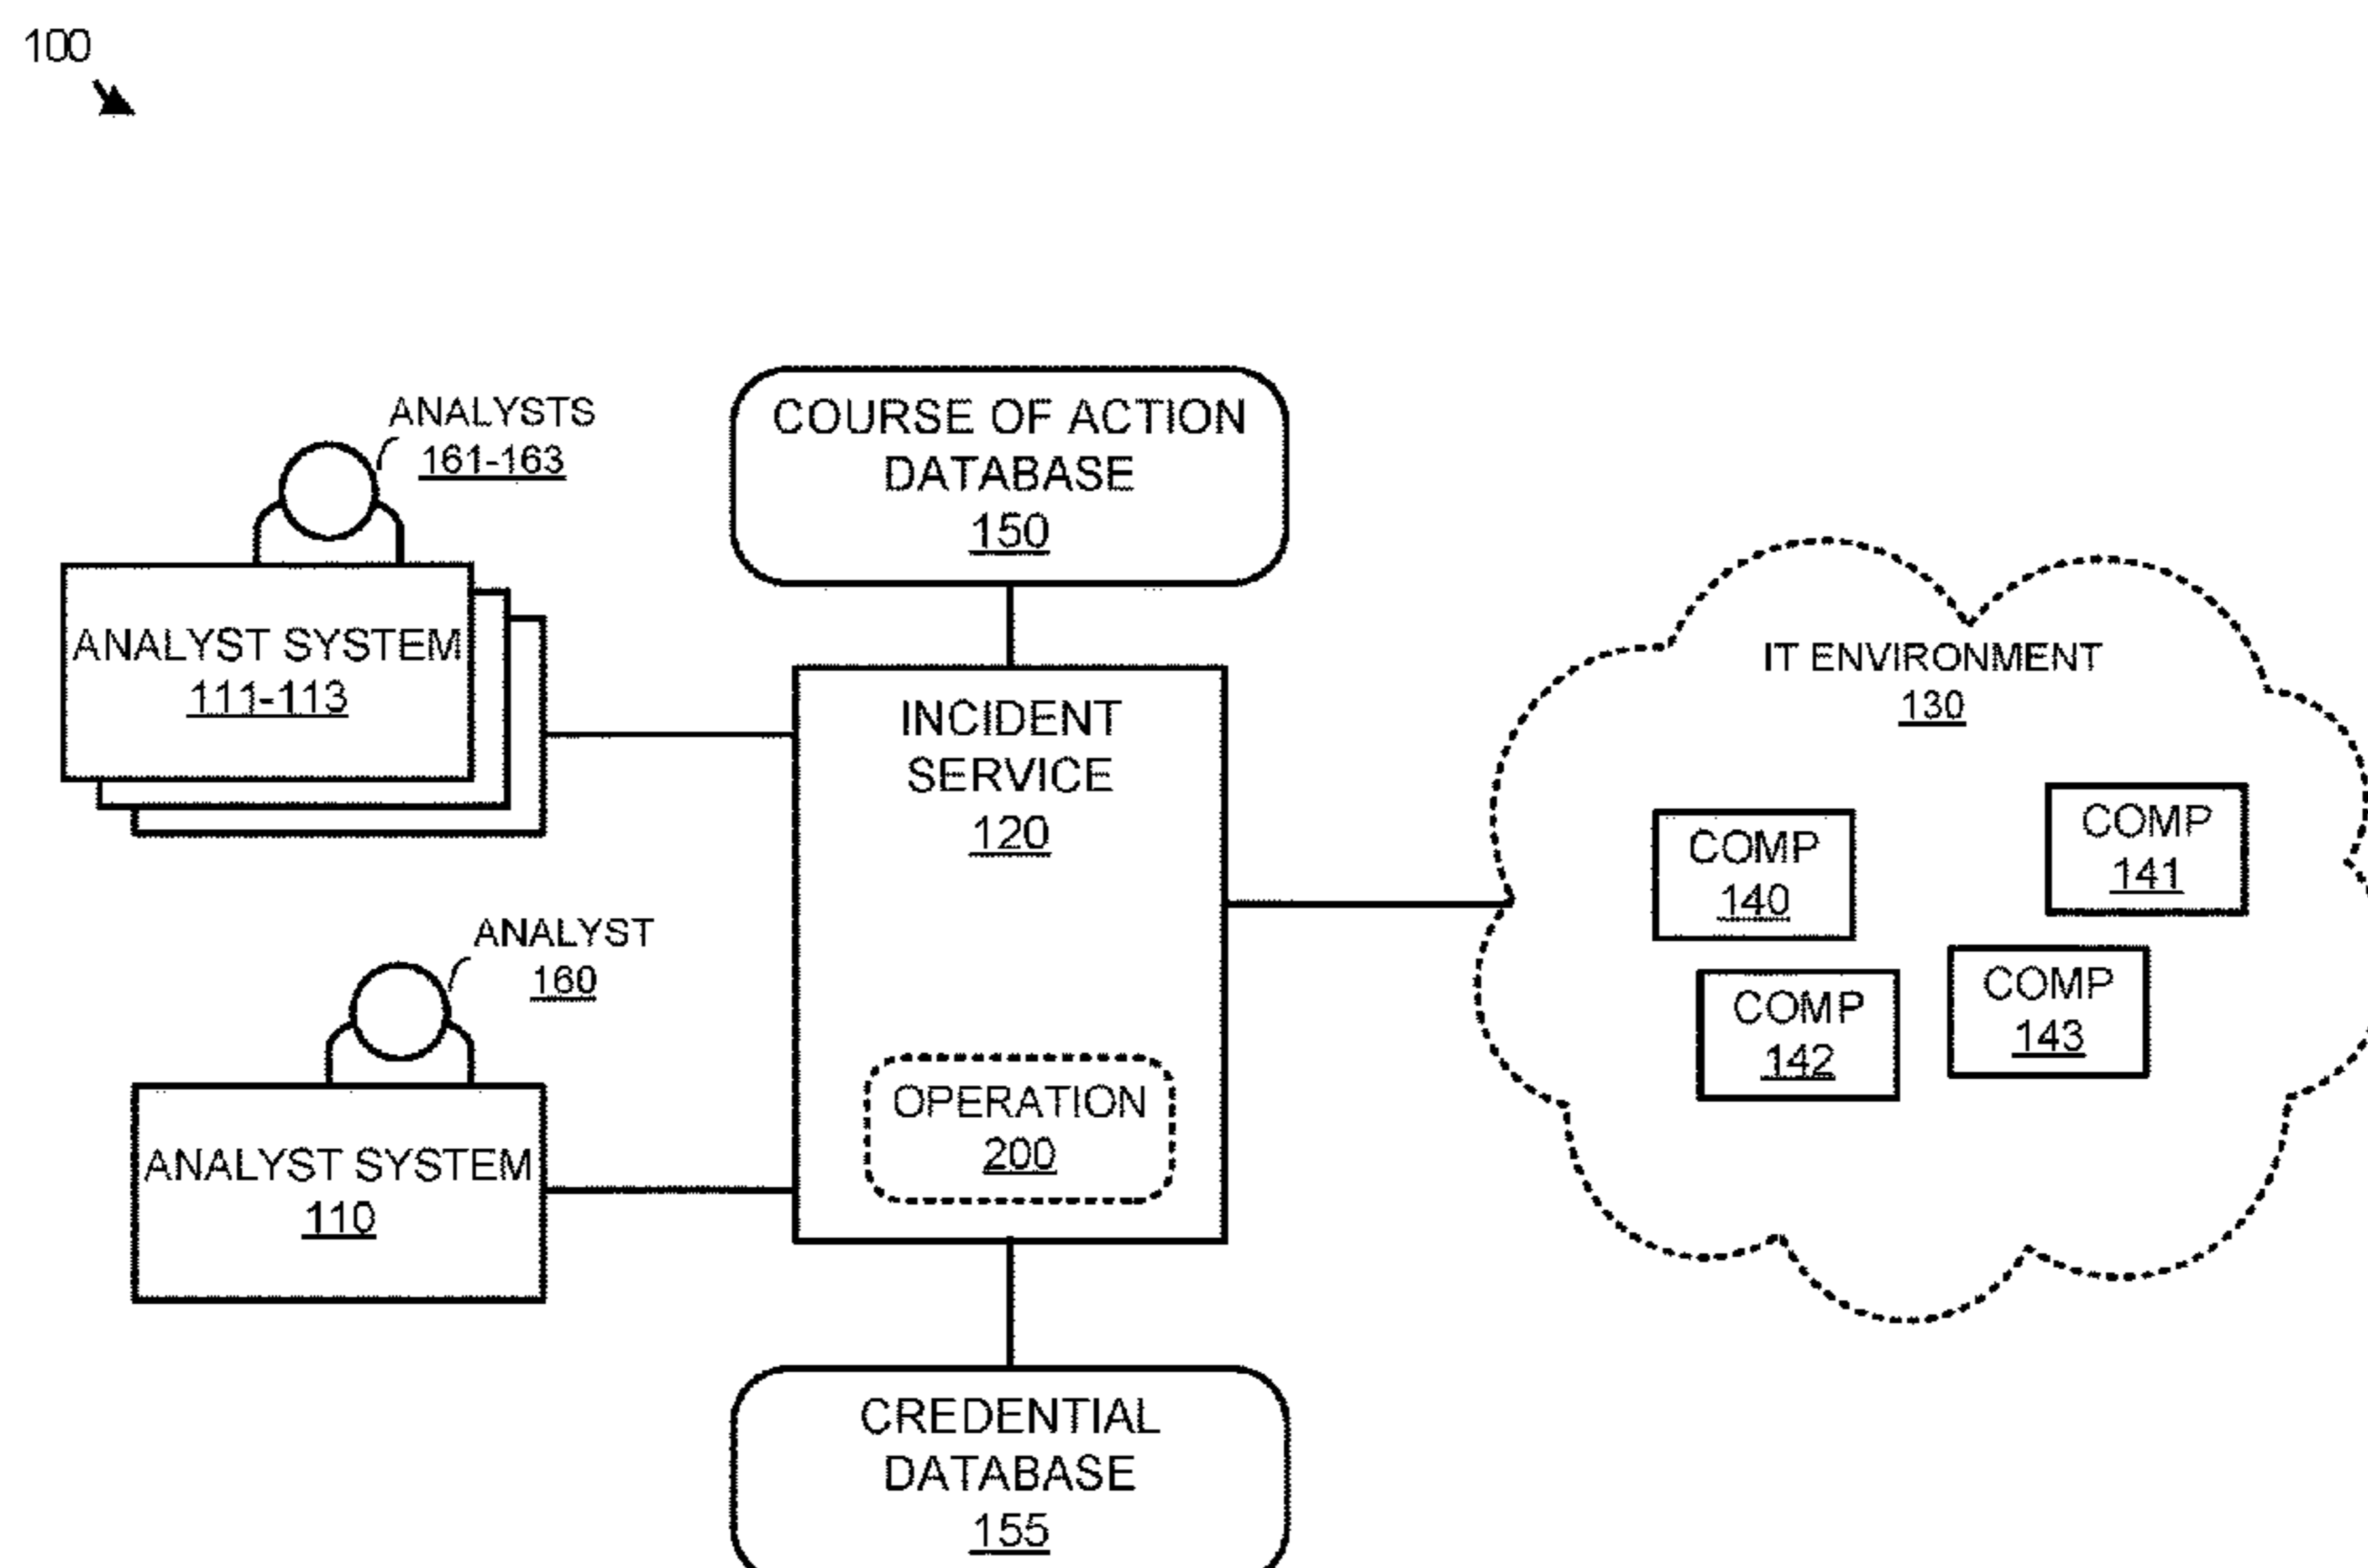 100
ANALYSTS
161-163
COURSE OF ACTION
DATABASE
150
ANALYST SYSTEM
111-113
INCIDENT
SERVICE
120
IT ENVIRONMENT
130
COMP
140
COMP
141
ANALYST
160
COMP
142
COMP
143
ANALYST SYSTEM
110
OPERATION
200
CREDENTIAL
DATABASE
155